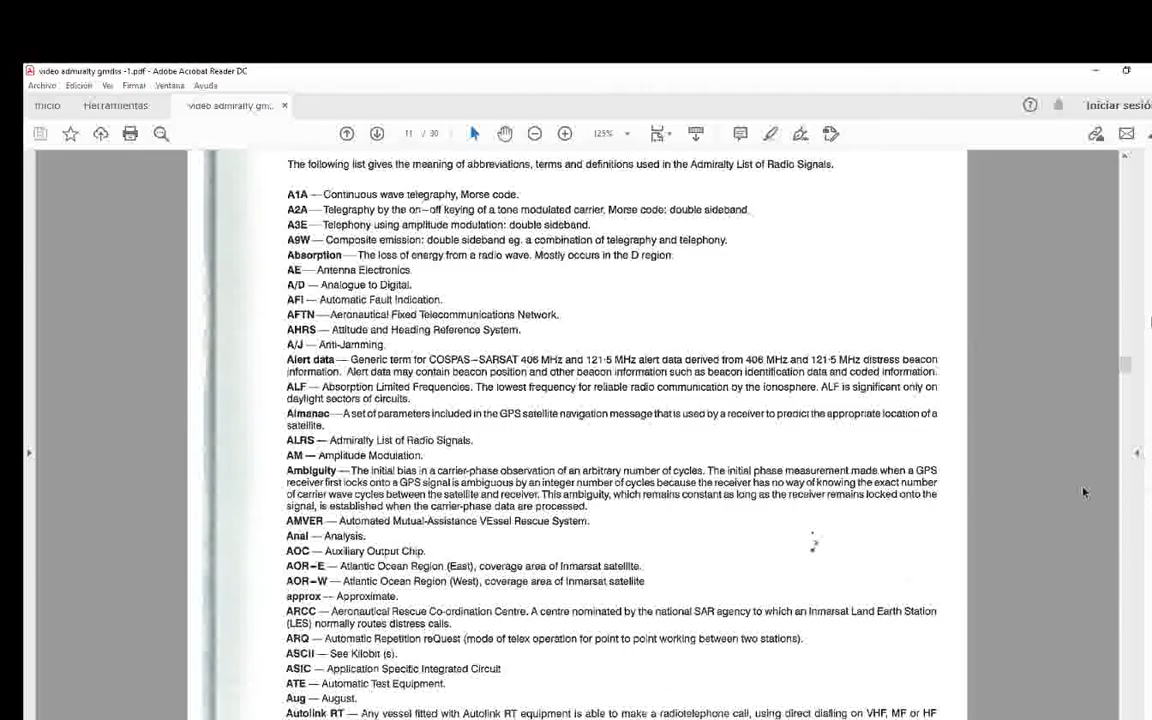 video admiralty gmdss -1.pdf - Adobe Acrobat Reader DC
Archivo Edición Ver Firmar Ventana Ayuda
Inicio Herramientas video admiralty gm... × Iniciar sesió
11 / 30 125%
The following list gives the meaning of abbreviations, terms and definitions used in the Admiralty List of Radio Signals.
A1A — Continuous wave telegraphy, Morse code.
A2A — Telegraphy by the on–off keying of a tone modulated carrier, Morse code: double sideband.
A3E — Telephony using amplitude modulation: double sideband.
A9W — Composite emission: double sideband eg. a combination of telegraphy and telephony.
Absorption — The loss of energy from a radio wave. Mostly occurs in the D region.
AE — Antenna Electronics.
A/D — Analogue to Digital.
AFI — Automatic Fault Indication.
AFTN — Aeronautical Fixed Telecommunications Network.
AHRS — Attitude and Heading Reference System.
A/J — Anti-Jamming.
Alert data — Generic term for COSPAS–SARSAT 406 MHz and 121·5 MHz alert data derived from 406 MHz and 121·5 MHz distress beacon
information. Alert data may contain beacon position and other beacon information such as beacon identification data and coded information.
ALF — Absorption Limited Frequencies. The lowest frequency for reliable radio communication by the ionosphere. ALF is significant only on
daylight sectors of circuits.
Almanac — A set of parameters included in the GPS satellite navigation message that is used by a receiver to predict the appropriate location of a
satellite.
ALRS — Admiralty List of Radio Signals.
AM — Amplitude Modulation.
Ambiguity — The initial bias in a carrier-phase observation of an arbitrary number of cycles. The initial phase measurement made when a GPS
receiver first locks onto a GPS signal is ambiguous by an integer number of cycles because the receiver has no way of knowing the exact number
of carrier wave cycles between the satellite and receiver. This ambiguity, which remains constant as long as the receiver remains locked onto the
signal, is established when the carrier-phase data are processed.
AMVER — Automated Mutual-Assistance VEssel Rescue System.
Anal — Analysis.
AOC — Auxiliary Output Chip.
AOR–E — Atlantic Ocean Region (East), coverage area of Inmarsat satellite.
AOR–W — Atlantic Ocean Region (West), coverage area of Inmarsat satellite
approx — Approximate.
ARCC — Aeronautical Rescue Co-ordination Centre. A centre nominated by the national SAR agency to which an Inmarsat Land Earth Station
(LES) normally routes distress calls.
ARQ — Automatic Repetition reQuest (mode of telex operation for point to point working between two stations).
ASCII — See Kilobit (s).
ASIC — Application Specific Integrated Circuit
ATE — Automatic Test Equipment.
Aug — August.
Autolink RT — Any vessel fitted with Autolink RT equipment is able to make a radiotelephone call, using direct dialling on VHF, MF or HF